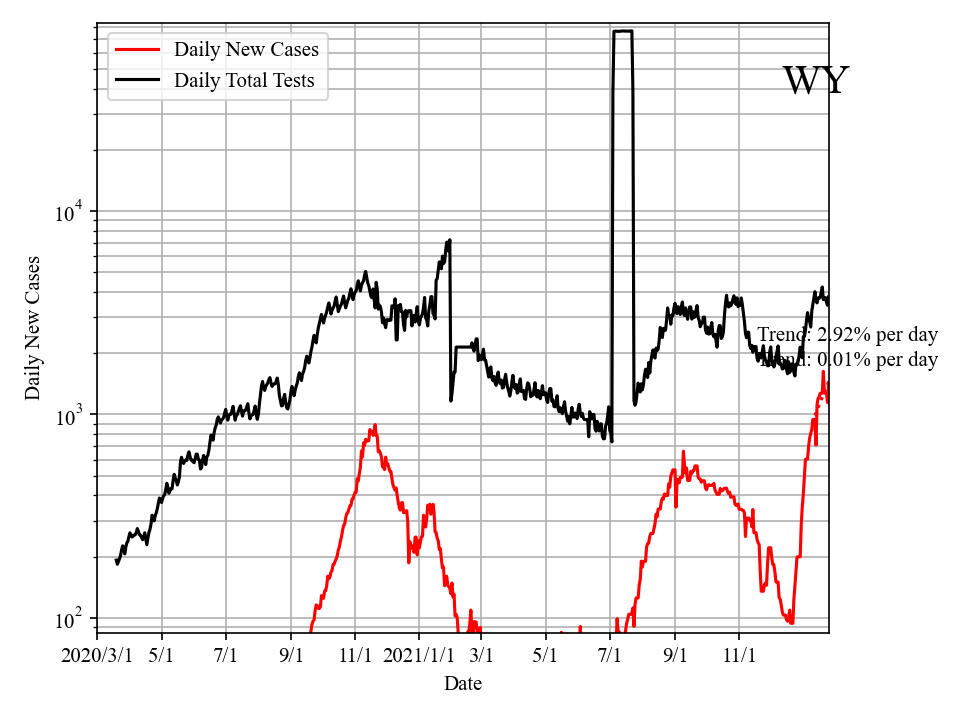 Daily New Cases
Daily Total Tests
WY
10^4
10^3
10^2
Daily New Cases
Trend: 2.92% per day
Trend: 0.01% per day
2020/3/1 5/1 7/1 9/1 11/1 2021/1/1 3/1 5/1 7/1 9/1 11/1
Date